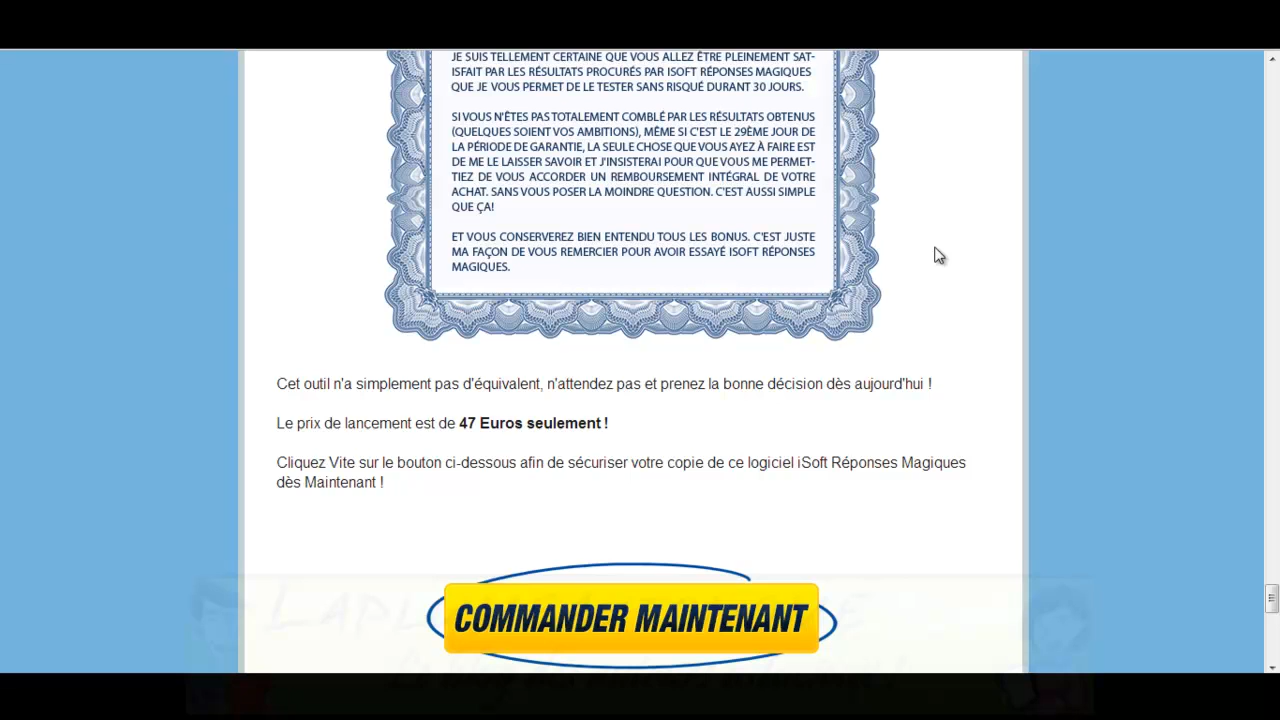 JE SUIS TELLEMENT CERTAINE QUE VOUS ALLEZ ÊTRE PLEINEMENT SAT-
ISFAIT PAR LES RÉSULTATS PROCURÉS PAR ISOFT RÉPONSES MAGIQUES
QUE JE VOUS PERMET DE LE TESTER SANS RISQUÉ DURANT 30 JOURS.
SI VOUS N'ÊTES PAS TOTALEMENT COMBLÉ PAR LES RÉSULTATS OBTENUS
(QUELQUES SOIENT VOS AMBITIONS), MÊME SI C'EST LE 29ÈME JOUR DE
LA PÉRIODE DE GARANTIE, LA SEULE CHOSE QUE VOUS AYEZ À FAIRE EST
DE ME LE LAISSER SAVOIR ET J'INSISTERAI POUR QUE VOUS ME PERMET-
TIEZ DE VOUS ACCORDER UN REMBOURSEMENT INTÉGRAL DE VOTRE
ACHAT. SANS VOUS POSER LA MOINDRE QUESTION. C'EST AUSSI SIMPLE
QUE ÇA!
ET VOUS CONSERVEREZ BIEN ENTENDU TOUS LES BONUS. C'EST JUSTE
MA FAÇON DE VOUS REMERCIER POUR AVOIR ESSAYÉ ISOFT RÉPONSES
MAGIQUES.
Cet outil n'a simplement pas d'équivalent, n'attendez pas et prenez la bonne décision dès aujourd'hui !
Le prix de lancement est de 47 Euros seulement !
Cliquez Vite sur le bouton ci-dessous afin de sécuriser votre copie de ce logiciel iSoft Réponses Magiques
dès Maintenant !
COMMANDER MAINTENANT